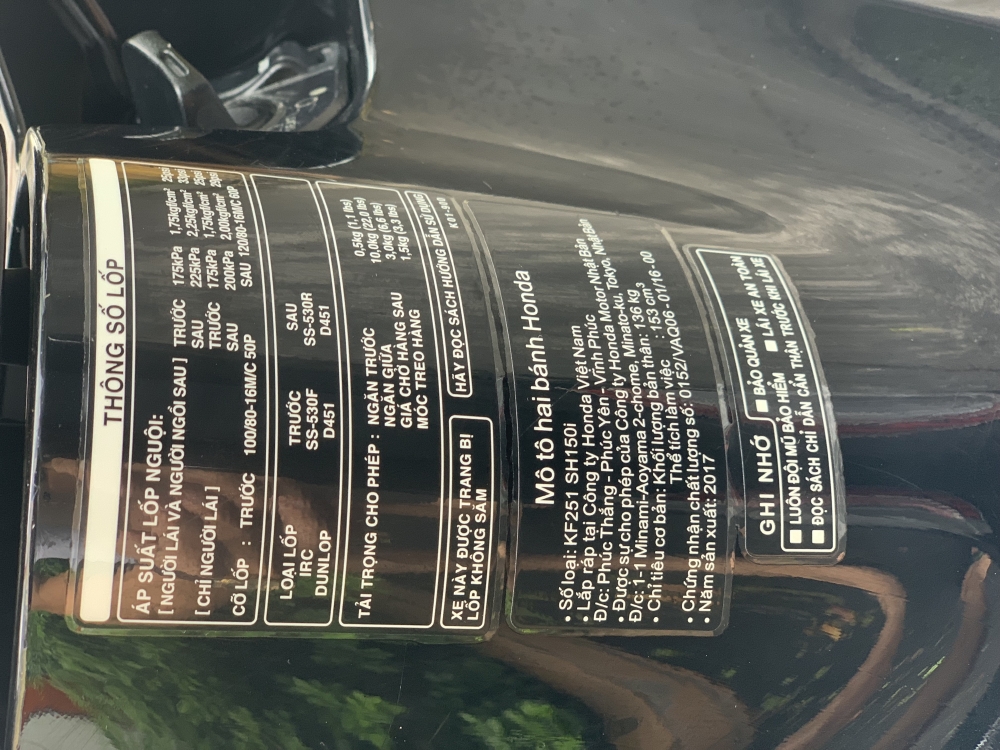 THÔNG SỐ LỐP
ÁP SUẤT LỐP NGUỘI:
[ NGƯỜI LÁI VÀ NGƯỜI NGỒI SAU ] TRƯỚC 175kPa 1,75kgf/cm² 25psi
SAU 225kPa 2,25kgf/cm² 33psi
[ CHỈ NGƯỜI LÁI ] TRƯỚC 175kPa 1,75kgf/cm² 25psi
SAU 200kPa 2,00kgf/cm² 29psi
CỠ LỐP : TRƯỚC 100/80-16M/C 50P SAU 120/80-16M/C 60P
LOẠI LỐP TRƯỚC SAU
IRC SS-530F SS-530R
DUNLOP D451 D451
TẢI TRỌNG CHO PHÉP : NGĂN TRƯỚC 0,5kg (1,1 lbs)
NGĂN GIỮA 10,0kg (22,0 lbs)
GIÁ CHỞ HÀNG SAU 3,0kg (6,6 lbs)
MÓC TREO HÀNG 1,5kg (3,3 lbs)
XE NÀY ĐƯỢC TRANG BỊ
LỐP KHÔNG SĂM
HÃY ĐỌC SÁCH HƯỚNG DẪN SỬ DỤNG
K01-900
Mô tô hai bánh Honda
• Số loại: KF251 SH150i
• Lắp ráp tại Công ty Honda Việt Nam
Đ/c: Phúc Thắng - Phúc Yên - Vĩnh Phúc
• Được sự cho phép của Công ty Honda Motor Nhật Bản
Đ/c: 1-1 Minami-Aoyama 2-chome, Minato-ku, Tokyo, Nhật Bản
• Chỉ tiêu cơ bản: Khối lượng bản thân: 136 kg
Thể tích làm việc : 153 cm³
• Chứng nhận chất lượng số: 0152/VAQ06 - 01/16 - 00
• Năm sản xuất: 2017
GHI NHỚ ■ BẢO QUẢN XE
■ LUÔN ĐỘI MŨ BẢO HIỂM ■ LÁI XE AN TOÀN
■ ĐỌC SÁCH CHỈ DẪN CẨN THẬN TRƯỚC KHI LÁI XE